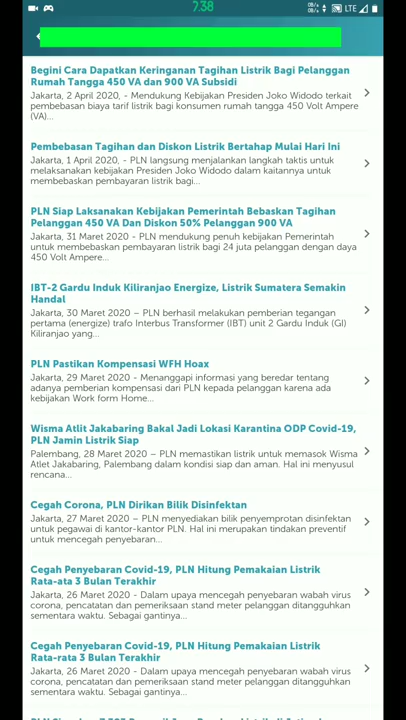 7.38
0B/s
0B/s
LTE
Begini Cara Dapatkan Keringanan Tagihan Listrik Bagi Pelanggan
Rumah Tangga 450 VA dan 900 VA Subsidi
Jakarta, 2 April 2020, - Mendukung Kebijakan Presiden Joko Widodo terkait
pembebasan biaya tarif listrik bagi konsumen rumah tangga 450 Volt Ampere
(VA)...
Pembebasan Tagihan dan Diskon Listrik Bertahap Mulai Hari Ini
Jakarta, 1 April 2020, - PLN langsung menjalankan langkah taktis untuk
melaksanakan kebijakan Presiden Joko Widodo dalam kaitannya untuk
membebaskan pembayaran listrik bagi...
PLN Siap Laksanakan Kebijakan Pemerintah Bebaskan Tagihan
Pelanggan 450 VA Dan Diskon 50% Pelanggan 900 VA
Jakarta, 31 Maret 2020 - PLN mendukung penuh kebijakan Pemerintah
untuk membebaskan pembayaran listrik bagi 24 juta pelanggan dengan daya
450 Volt Ampere...
IBT-2 Gardu Induk Kiliranjao Energize, Listrik Sumatera Semakin
Handal
Jakarta, 30 Maret 2020 – PLN berhasil melakukan pemberian tegangan
pertama (energize) trafo Interbus Transformer (IBT) unit 2 Gardu Induk (GI)
Kiliranjao yang...
PLN Pastikan Kompensasi WFH Hoax
Jakarta, 29 Maret 2020 - Menanggapi informasi yang beredar tentang
adanya pemberian kompensasi dari PLN kepada pelanggan karena ada
kebijakan Work form Home...
Wisma Atlit Jakabaring Bakal Jadi Lokasi Karantina ODP Covid-19,
PLN Jamin Listrik Siap
Palembang, 28 Maret 2020 – PLN memastikan listrik untuk memasok Wisma
Atlet Jakabaring, Palembang dalam kondisi siap dan aman. Hal ini menyusul
rencana...
Cegah Corona, PLN Dirikan Bilik Disinfektan
Jakarta, 27 Maret 2020 – PLN menyediakan bilik penyemprotan disinfektan
untuk pegawai di kantor-kantor PLN. Hal ini merupakan tindakan preventif
untuk mencegah penyebaran...
Cegah Penyebaran Covid-19, PLN Hitung Pemakaian Listrik
Rata-ata 3 Bulan Terakhir
Jakarta, 26 Maret 2020 - Dalam upaya mencegah penyebaran wabah virus
corona, pencatatan dan pemeriksaan stand meter pelanggan ditangguhkan
sementara waktu. Sebagai gantinya...
Cegah Penyebaran Covid-19, PLN Hitung Pemakaian Listrik
Rata-rata 3 Bulan Terakhir
Jakarta, 26 Maret 2020 - Dalam upaya mencegah penyebaran wabah virus
corona, pencatatan dan pemeriksaan stand meter pelanggan ditangguhkan
sementara waktu. Sebagai gantinya...